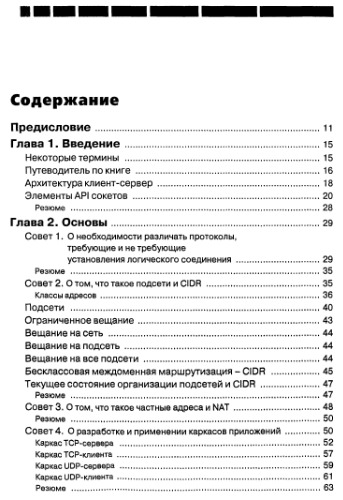 Содержание
Предисловие ... 11
Глава 1. Введение ... 15
Некоторые термины ... 15
Путеводитель по книге ... 16
Архитектура клиент-сервер ... 18
Элементы API сокетов ... 20
Резюме ... 28
Глава 2. Основы ... 29
Совет 1. О необходимости различать протоколы,
требующие и не требующие
установления логического соединения ... 29
Резюме ... 35
Совет 2. О том, что такое подсети и CIDR ... 35
Классы адресов ... 36
Подсети ... 40
Ограниченное вещание ... 43
Вещание на сеть ... 44
Вещание на подсеть ... 44
Вещание на все подсети ... 44
Бесклассовая междоменная маршрутизация – CIDR ... 45
Текущее состояние организации подсетей и CIDR ... 47
Резюме ... 47
Совет 3. О том, что такое частные адреса и NAT ... 48
Резюме ... 50
Совет 4. О разработке и применении каркасов приложений ... 50
Каркас TCP-сервера ... 52
Каркас TCP-клиента ... 57
Каркас UDP-сервера ... 59
Каркас UDP-клиента ... 61
Резюме ... 63